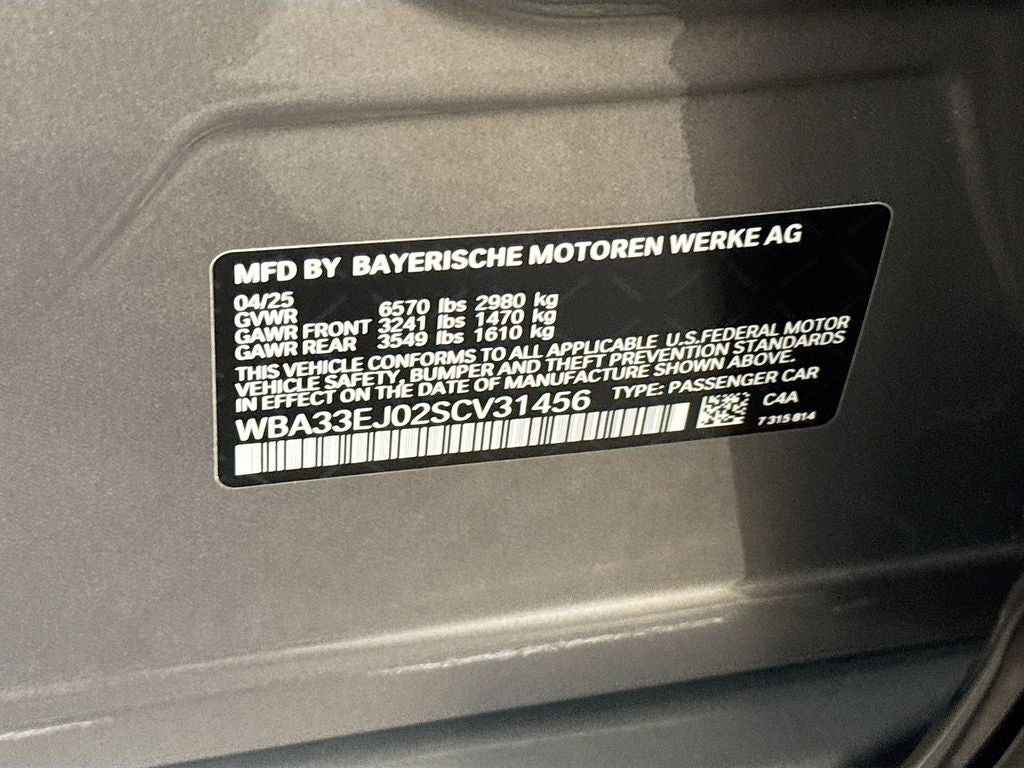 MFD BY BAYERISCHE MOTOREN WERKE AG
04/25
GVWR 6570 lbs 2980 kg
GAWR FRONT 3241 lbs 1470 kg
GAWR REAR 3549 lbs 1610 kg
THIS VEHICLE CONFORMS TO ALL APPLICABLE U.S.FEDERAL MOTOR
VEHICLE SAFETY, BUMPER AND THEFT PREVENTION STANDARDS
IN EFFECT ON THE DATE OF MANUFACTURE SHOWN ABOVE.
WBA33EJ02SCV31456 TYPE: PASSENGER CAR
C4A
7 315 814